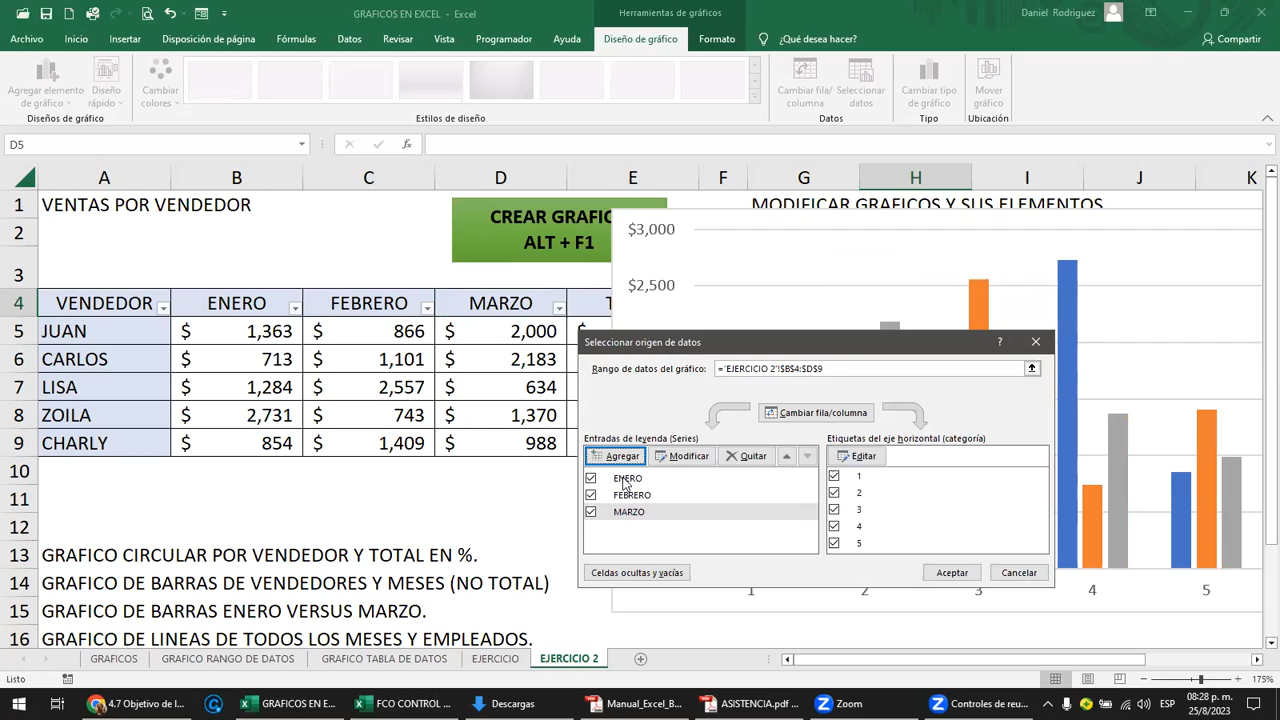 GRAFICOS EN EXCEL - Excel
Herramientas de gráficos
Daniel Rodriguez
Archivo Inicio Insertar Disposición de página Fórmulas Datos Revisar Vista Programador Ayuda Diseño de gráfico Formato ¿Qué desea hacer? Compartir
Agregar elemento de gráfico
Diseño rápido
Cambiar colores
Cambiar fila/ columna
Seleccionar datos
Cambiar tipo de gráfico
Mover gráfico
Diseños de gráfico
Estilos de diseño
Datos
Tipo
Ubicación
D5
fx
A B C D E F G H I J K
1 VENTAS POR VENDEDOR
MODIFICAR GRAFICOS Y SUS ELEMENTOS
2
CREAR GRAFIC
ALT + F1
3
4 VENDEDOR ENERO FEBRERO MARZO T
5 JUAN $ 1,363 $ 866 $ 2,000 $
6 CARLOS $ 713 $ 1,101 $ 2,183
7 LISA $ 1,284 $ 2,557 $ 634
8 ZOILA $ 2,731 $ 743 $ 1,370
9 CHARLY $ 854 $ 1,409 $ 988
10
11
12
13 GRAFICO CIRCULAR POR VENDEDOR Y TOTAL EN %.
14 GRAFICO DE BARRAS DE VENDEDORES Y MESES (NO TOTAL)
15 GRAFICO DE BARRAS ENERO VERSUS MARZO.
16 GRAFICO DE LINEAS DE TODOS LOS MESES Y EMPLEADOS.
$3,000
$2,500
1 2 3 4 5
Seleccionar origen de datos ?
Rango de datos del gráfico: ='EJERCICIO 2'!$B$4:$D$9
Cambiar fila/columna
Entradas de leyenda (Series)
Agregar Modificar Quitar
ENERO
FEBRERO
MARZO
Etiquetas del eje horizontal (categoría)
Editar
1
2
3
4
5
Celdas ocultas y vacías Aceptar Cancelar
GRAFICOS GRAFICO RANGO DE DATOS GRAFICO TABLA DE DATOS EJERCICIO EJERCICIO 2
Listo
175%
4.7 Objetivo de l... GRAFICOS EN E... FCO CONTROL ... Descargas Manual_Excel_B... ASISTENCIA.pdf ... Zoom Controles de reu...
ESP
08:28 p. m.
25/8/2023